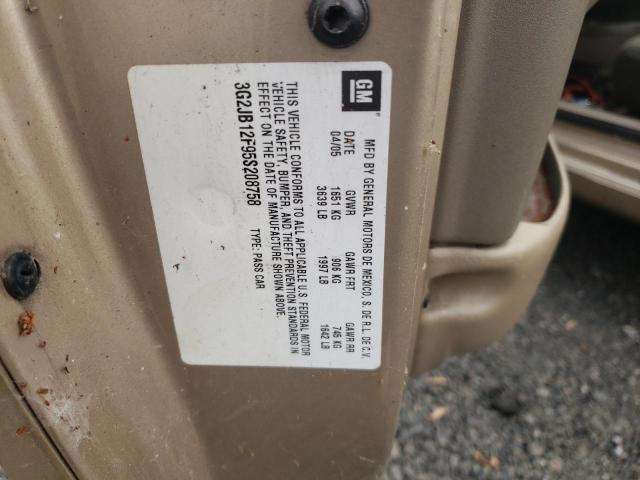 GM
MFD BY GENERAL MOTORS DE MEXICO, S. DE R.L. DE C.V.
DATE GVWR GAWR FRT GAWR RR
04/05 1651 KG 906 KG 745 KG
3639 LB 1997 LB 1642 LB
THIS VEHICLE CONFORMS TO ALL APPLICABLE U.S. FEDERAL MOTOR
VEHICLE SAFETY, BUMPER, AND THEFT PREVENTION STANDARDS IN
EFFECT ON THE DATE OF MANUFACTURE SHOWN ABOVE.
3G2JB12F95S208758 TYPE: PASS CAR